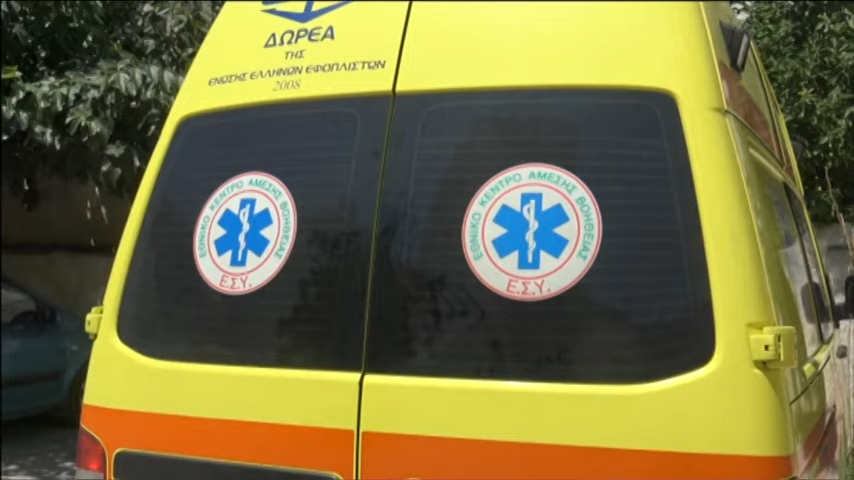 ΔΩΡΕΑ
ΤΗΣ
ΕΝΩΣΗΣ ΕΛΛΗΝΩΝ ΕΦΟΠΛΙΣΤΩΝ
2008
ΕΘΝΙΚΟ ΚΕΝΤΡΟ ΑΜΕΣΗΣ ΒΟΗΘΕΙΑΣ
Ε.Σ.Υ.
ΕΘΝΙΚΟ ΚΕΝΤΡΟ ΑΜΕΣΗΣ ΒΟΗΘΕΙΑΣ
Ε.Σ.Υ.